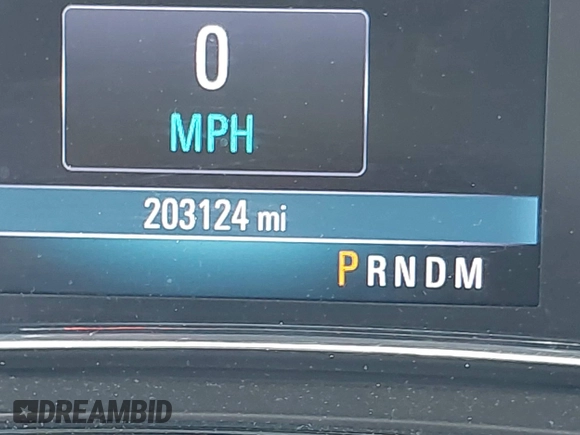 0
MPH
203124 mi
PRNDM
DREAMBID